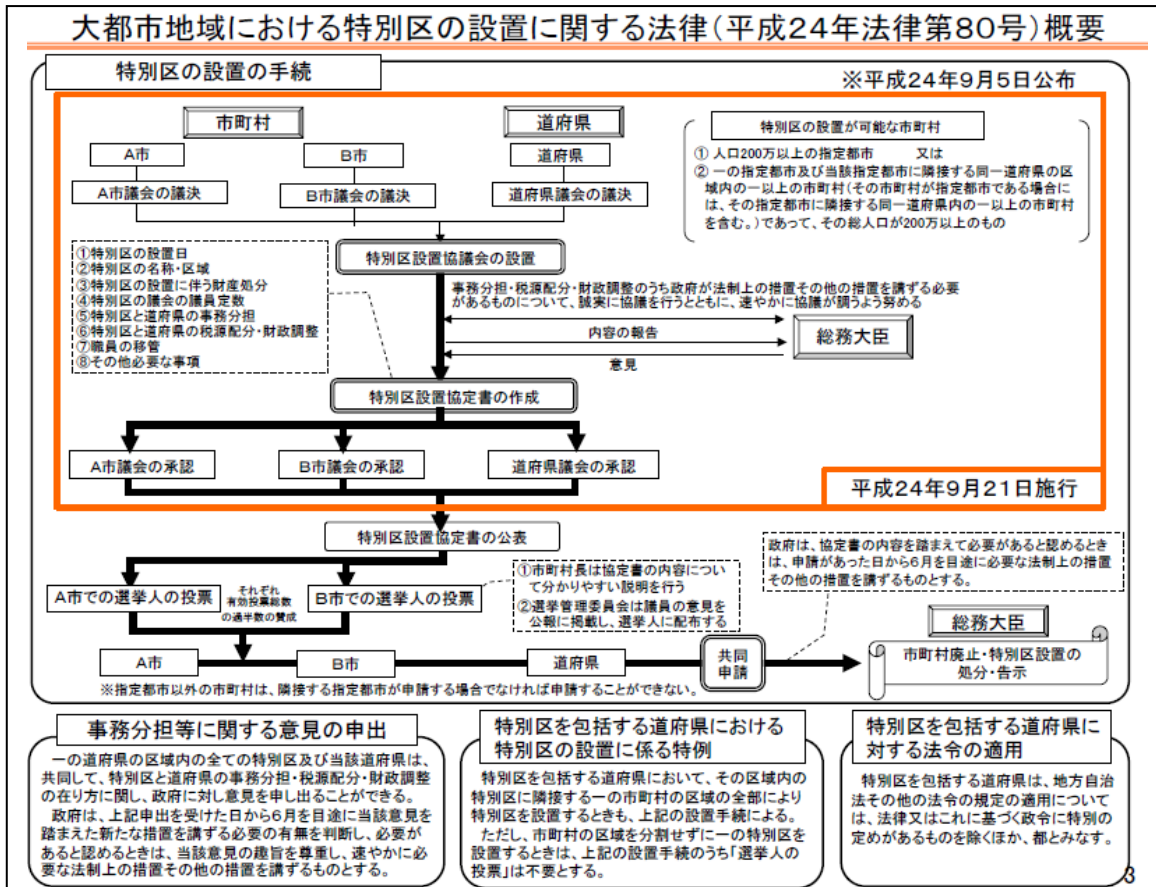 大都市地域における特別区の設置に関する法律(平成24年法律第80号)概要
特別区の設置の手続
※平成24年9月5日公布
市町村
道府県
A市
B市
道府県
A市議会の議決
B市議会の議決
道府県議会の議決
特別区の設置が可能な市町村
① 人口200万以上の指定都市 又は
② 一の指定都市及び当該指定都市に隣接する同一道府県の区
域内の一以上の市町村(その市町村が指定都市である場合に
は、その指定都市に隣接する同一道府県内の一以上の市町村
を含む。)であって、その総人口が200万以上のもの
特別区設置協議会の設置
①特別区の設置日
②特別区の名称・区域
③特別区の設置に伴う財産処分
④特別区の議会の議員定数
⑤特別区と道府県の事務分担
⑥特別区と道府県の税源配分・財政調整
⑦職員の移管
⑧その他必要な事項
事務分担・税源配分・財政調整のうち政府が法制上の措置その他の措置を講ずる必要
があるものについて、誠実に協議を行うとともに、速やかに協議が調うよう努める
内容の報告
意見
総務大臣
特別区設置協定書の作成
A市議会の承認
B市議会の承認
道府県議会の承認
平成24年9月21日施行
特別区設置協定書の公表
A市での選挙人の投票
それぞれ
有効投票総数
の過半数の賛成
B市での選挙人の投票
①市町村長は協定書の内容につい
て分かりやすい説明を行う
②選挙管理委員会は議員の意見を
公報に掲載し、選挙人に配布する
政府は、協定書の内容を踏まえて必要があると認めるとき
は、申請があった日から6月を目途に必要な法制上の措置
その他の措置を講ずるものとする。
A市
B市
道府県
共同
申請
総務大臣
市町村廃止・特別区設置の
処分・告示
※指定都市以外の市町村は、隣接する指定都市が申請する場合でなければ申請することができない。
事務分担等に関する意見の申出
一の道府県の区域内の全ての特別区及び当該道府県は、
共同して、特別区と道府県の事務分担・税源配分・財政調整
の在り方に関し、政府に対し意見を申し出ることができる。
政府は、上記申出を受けた日から6月を目途に当該意見を
踏まえた新たな措置を講ずる必要の有無を判断し、必要が
あると認めるときは、当該意見の趣旨を尊重し、速やかに必
要な法制上の措置その他の措置を講ずるものとする。
特別区を包括する道府県における
特別区の設置に係る特例
特別区を包括する道府県において、その区域内の
特別区に隣接する一の市町村の区域の全部により
特別区を設置するときも、上記の設置手続による。
ただし、市町村の区域を分割せずに一の特別区を
設置するときは、上記の設置手続のうち「選挙人の
投票」は不要とする。
特別区を包括する道府県に
対する法令の適用
特別区を包括する道府県は、地方自治
法その他の法令の規定の適用について
は、法律又はこれに基づく政令に特別の
定めがあるものを除くほか、都とみなす。
3